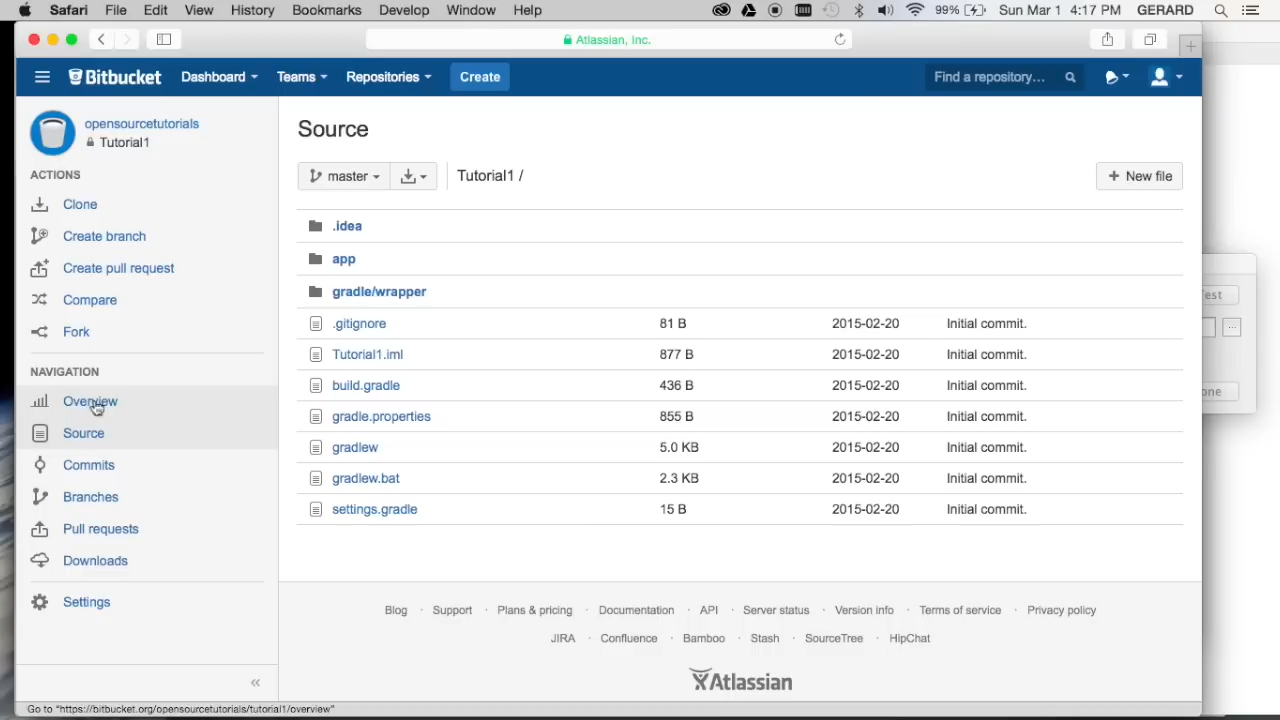 Safari File Edit View History Bookmarks Develop Window Help 99% Sun Mar 1 4:17 PM GERARD
Atlassian, Inc.
Bitbucket Dashboard Teams Repositories Create Find a repository...
opensourcetutorials
Tutorial1
ACTIONS
Clone
Create branch
Create pull request
Compare
Fork
NAVIGATION
Overview
Source
Commits
Branches
Pull requests
Downloads
Settings
«
Source
master Tutorial1 / + New file
.idea
app
gradle/wrapper
.gitignore 81 B 2015-02-20 Initial commit.
Tutorial1.iml 877 B 2015-02-20 Initial commit.
build.gradle 436 B 2015-02-20 Initial commit.
gradle.properties 855 B 2015-02-20 Initial commit.
gradlew 5.0 KB 2015-02-20 Initial commit.
gradlew.bat 2.3 KB 2015-02-20 Initial commit.
settings.gradle 15 B 2015-02-20 Initial commit.
Blog · Support · Plans & pricing · Documentation · API · Server status · Version info · Terms of service · Privacy policy
JIRA · Confluence · Bamboo · Stash · SourceTree · HipChat
Atlassian
Go to "https://bitbucket.org/opensourcetutorials/tutorial1/overview"
est
...
one